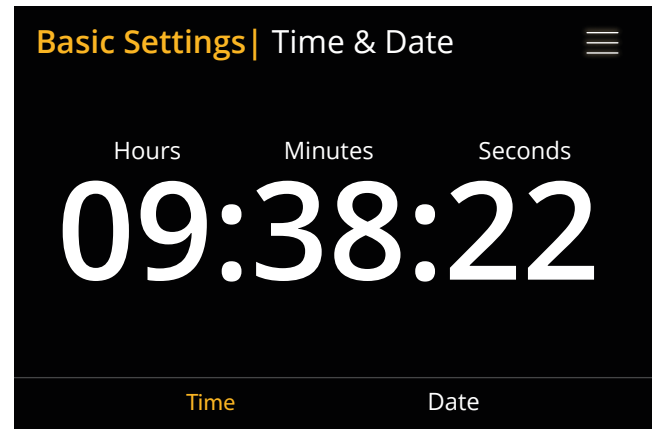 Basic Settings| Time & Date
Hours Minutes Seconds
09:38:22
Time Date